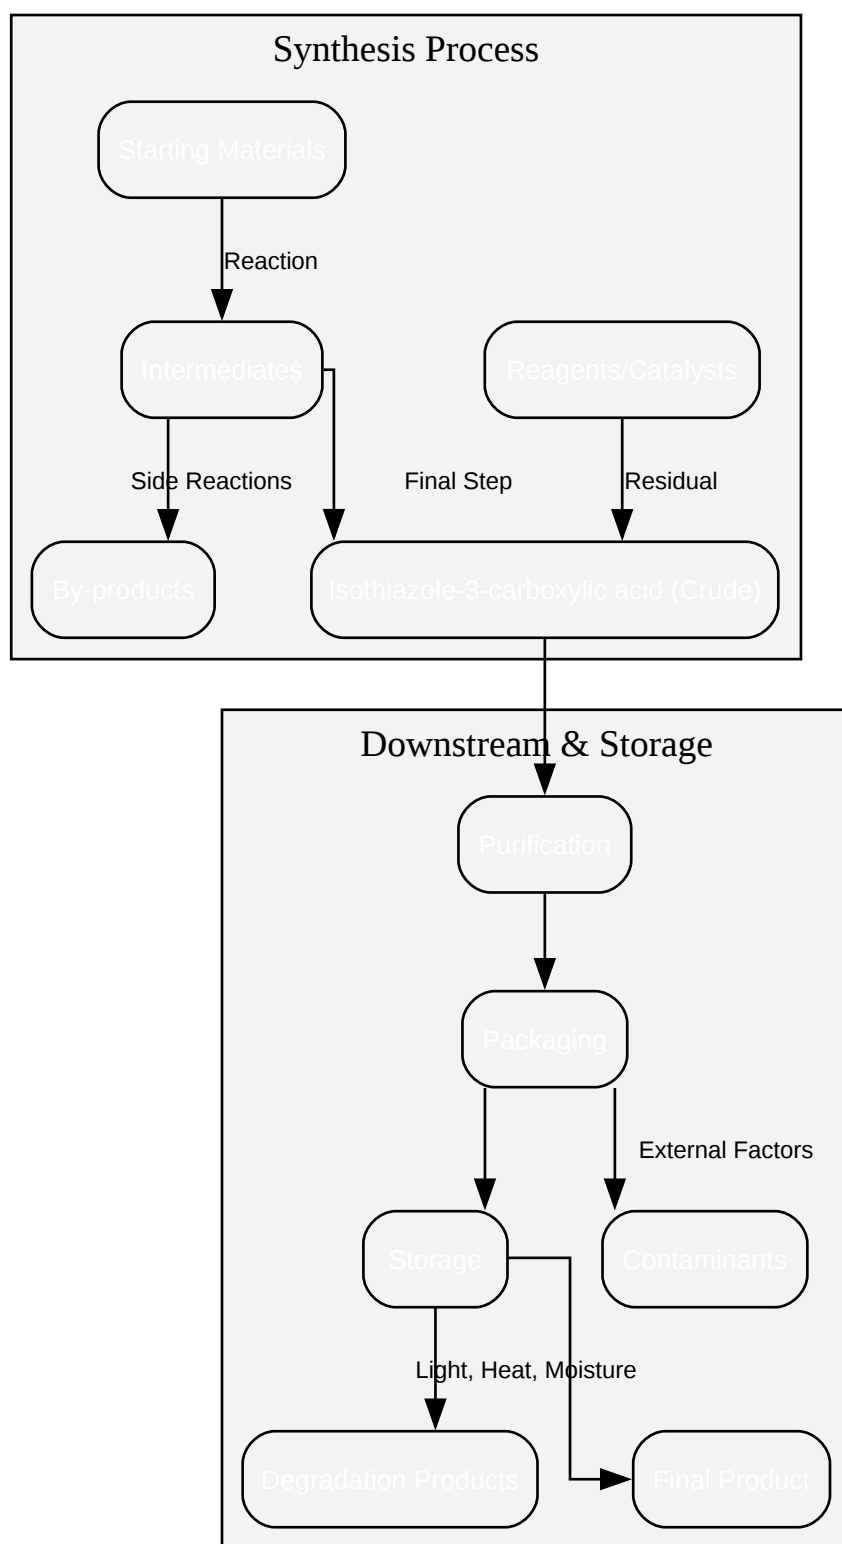 Synthesis Process
Starting Materials
Reaction
Intermediates
Reagents/Catalysts
Side Reactions
Final Step
Residual
By-products
Isothiazole-3-carboxylic acid (Crude)
Downstream & Storage
Purification
Packaging
External Factors
Storage
Contaminants
Light, Heat, Moisture
Degradation Products
Final Product